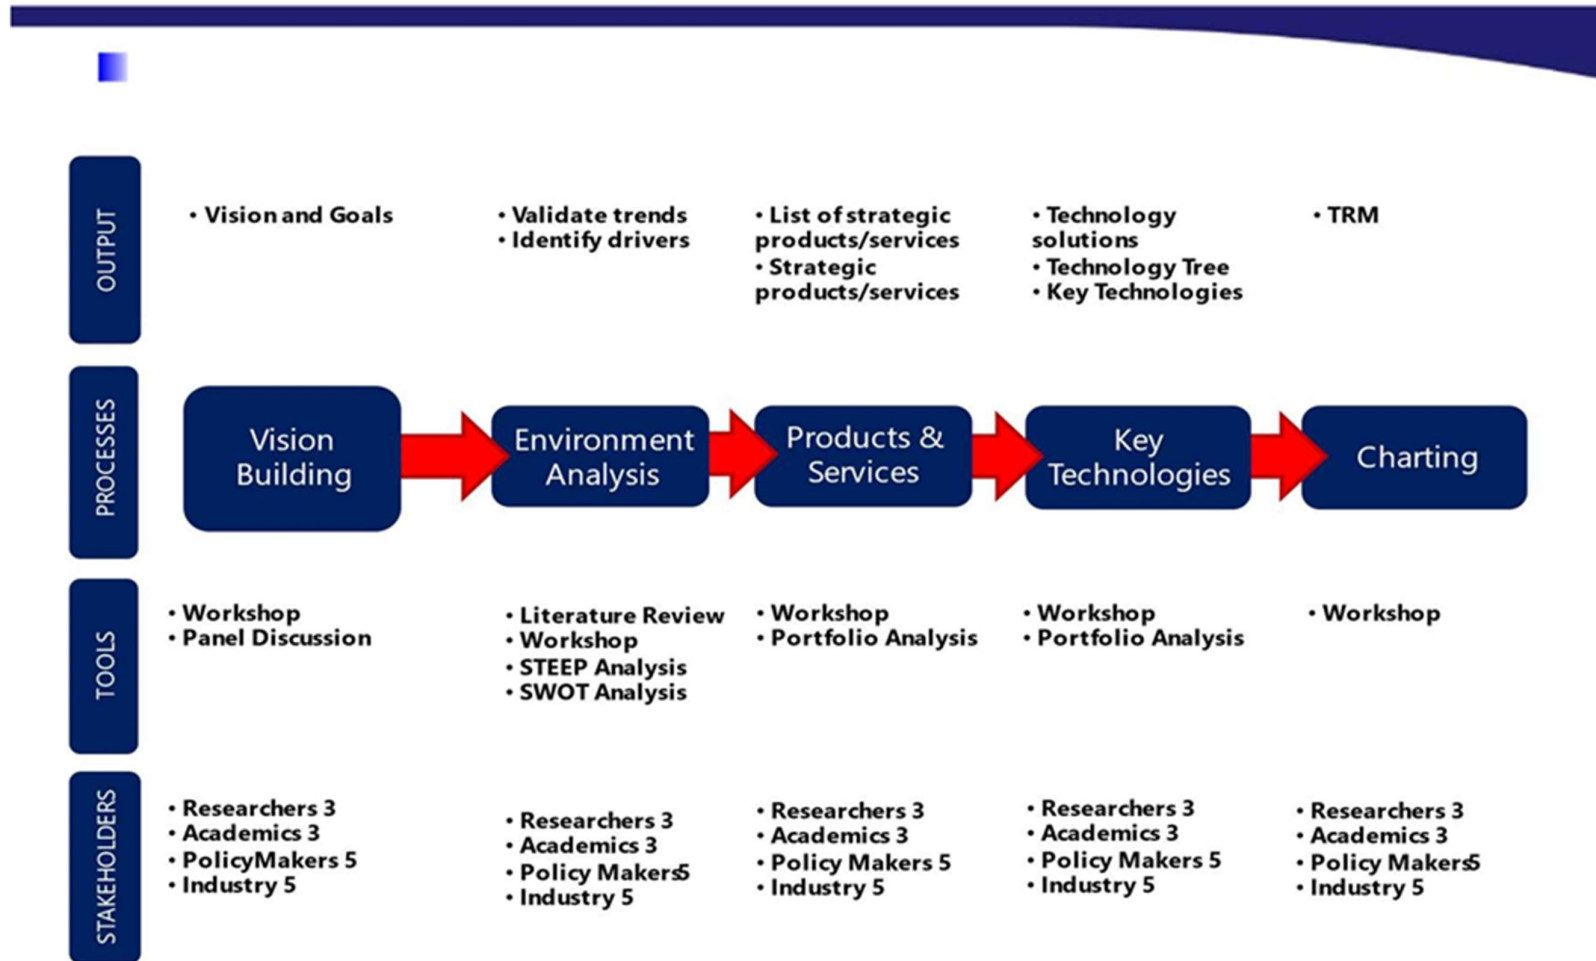 OUTPUT
• Vision and Goals
• Validate trends
• Identify drivers
• List of strategic
products/services
• Strategic
products/services
• Technology
solutions
• Technology Tree
• Key Technologies
• TRM
PROCESSES
Vision
Building
Environment
Analysis
Products &
Services
Key
Technologies
Charting
TOOLS
• Workshop
• Panel Discussion
• Literature Review
• Workshop
• STEEP Analysis
• SWOT Analysis
• Workshop
• Portfolio Analysis
• Workshop
• Portfolio Analysis
• Workshop
STAKEHOLDERS
• Researchers 3
• Academics 3
• PolicyMakers 5
• Industry 5
• Researchers 3
• Academics 3
• Policy Makers5
• Industry 5
• Researchers 3
• Academics 3
• Policy Makers 5
• Industry 5
• Researchers 3
• Academics 3
• Policy Makers 5
• Industry 5
• Researchers 3
• Academics 3
• Policy Makers5
• Industry 5